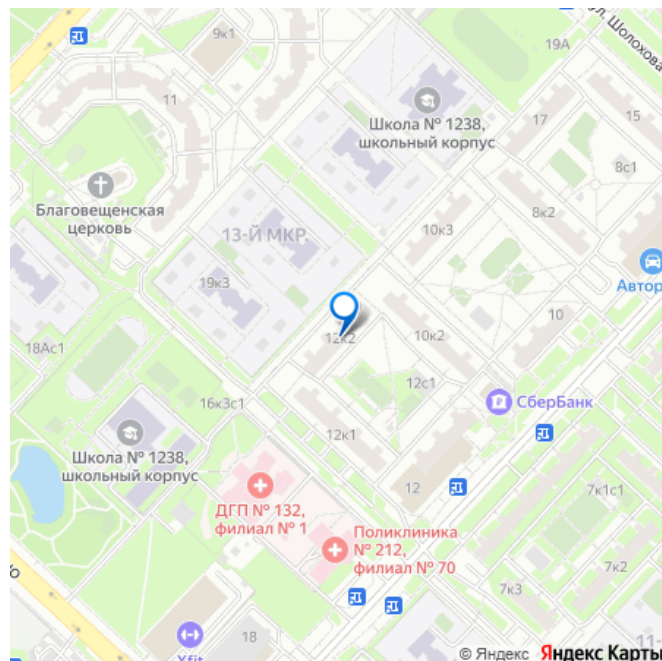 9к1
19А
ул. Шолохова
11
Школа № 1238,
школьный корпус
17
15
8с1
Благовещенская
церковь
13-Й МКР.
10к3
8к2
19к3
Автор
10
12к2
10к2
18Ас1
12с1
16к3с1
СберБанк
Школа № 1238,
школьный корпус
12к1
ДГП № 132,
филиал № 1
12
7к1с1
Поликлиника
№ 212,
филиал № 70
7к2
7к3
18
Xfit
11-
© Яндекс Яндекс Карты